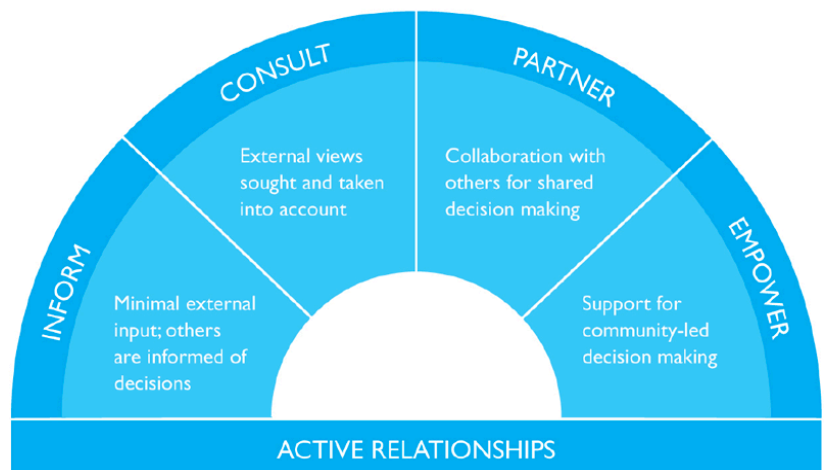 INFORM
Minimal external
input; others
are informed of
decisions
CONSULT
External views
sought and taken
into account
PARTNER
Collaboration with
others for shared
decision making
EMPOWER
Support for
community-led
decision making
ACTIVE RELATIONSHIPS